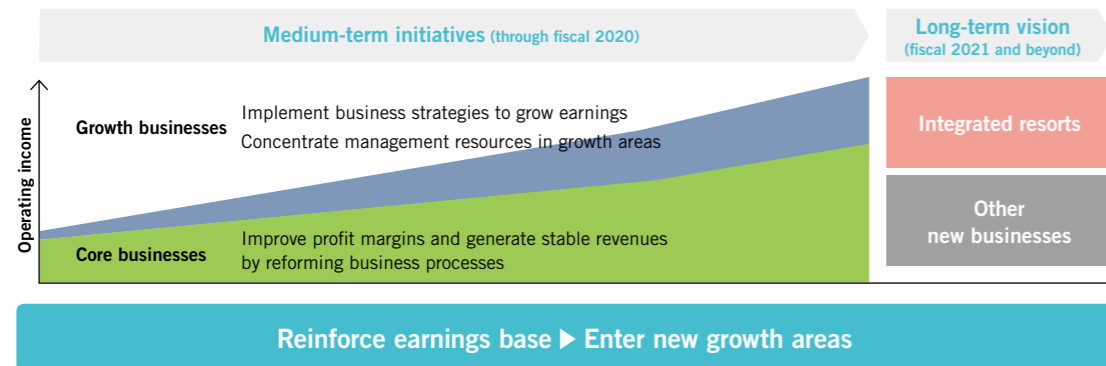 Medium-term initiatives (through fiscal 2020)
Long-term vision
(fiscal 2021 and beyond)
Operating income
Growth businesses
Implement business strategies to grow earnings
Concentrate management resources in growth areas
Core businesses
Improve profit margins and generate stable revenues
by reforming business processes
Integrated resorts
Other
new businesses
Reinforce earnings base ▶ Enter new growth areas